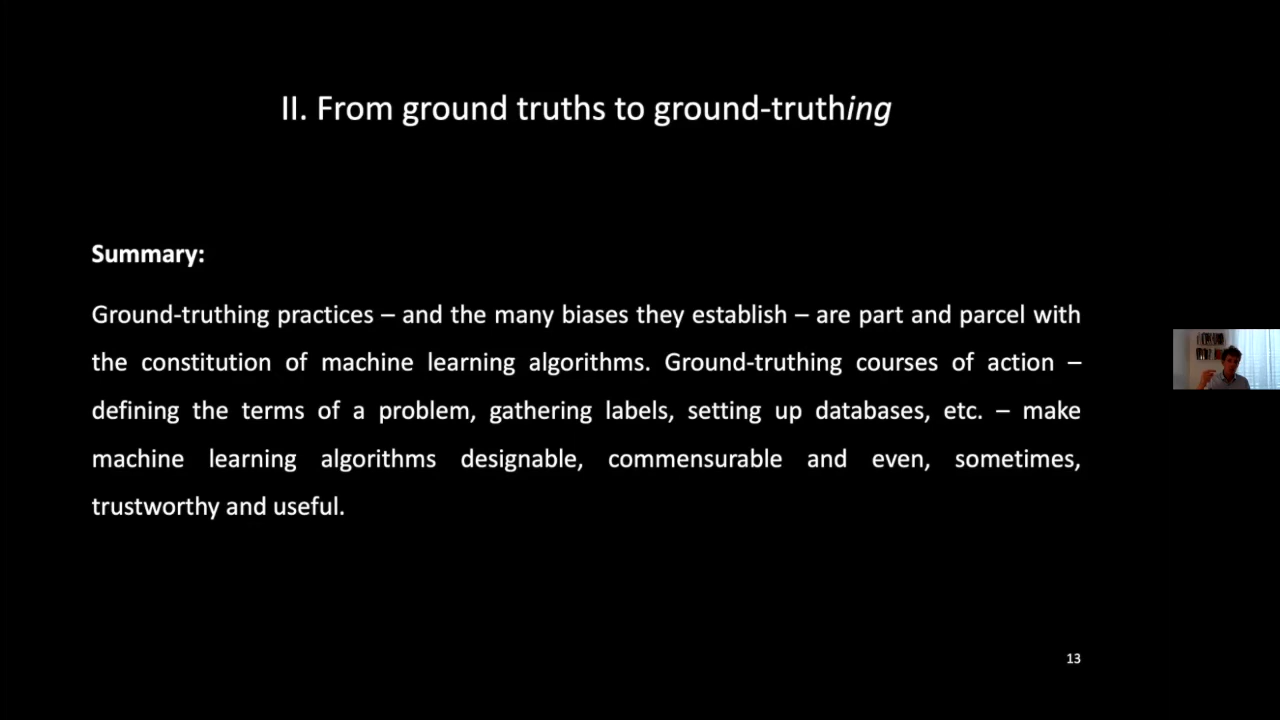 II. From ground truths to ground-truthing
Summary:
Ground-truthing practices – and the many biases they establish – are part and parcel with
the constitution of machine learning algorithms. Ground-truthing courses of action –
defining the terms of a problem, gathering labels, setting up databases, etc. – make
machine learning algorithms designable, commensurable and even, sometimes,
trustworthy and useful.
13